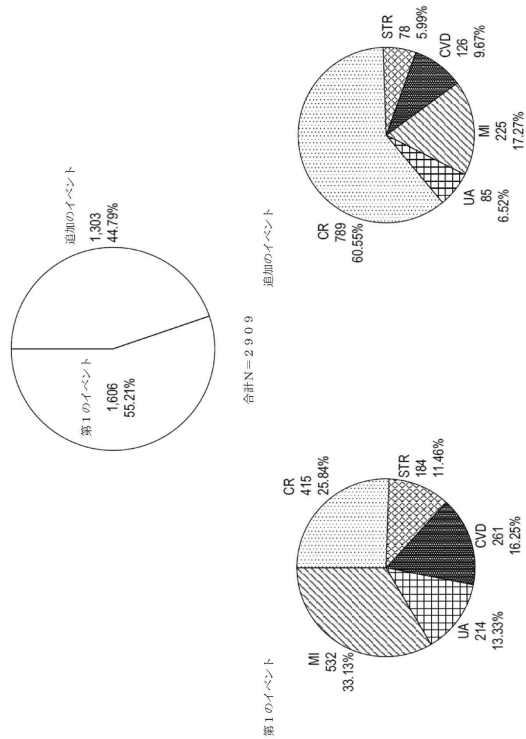 第１のイベント
1,606
55.21%
追加のイベント
1,303
44.79%
合計N＝２９０９
第１のイベント
MI
532
33.13%
CR
415
25.84%
STR
184
11.46%
CVD
261
16.25%
UA
214
13.33%
追加のイベント
CR
789
60.55%
STR
78
5.99%
CVD
126
9.67%
MI
225
17.27%
UA
85
6.52%